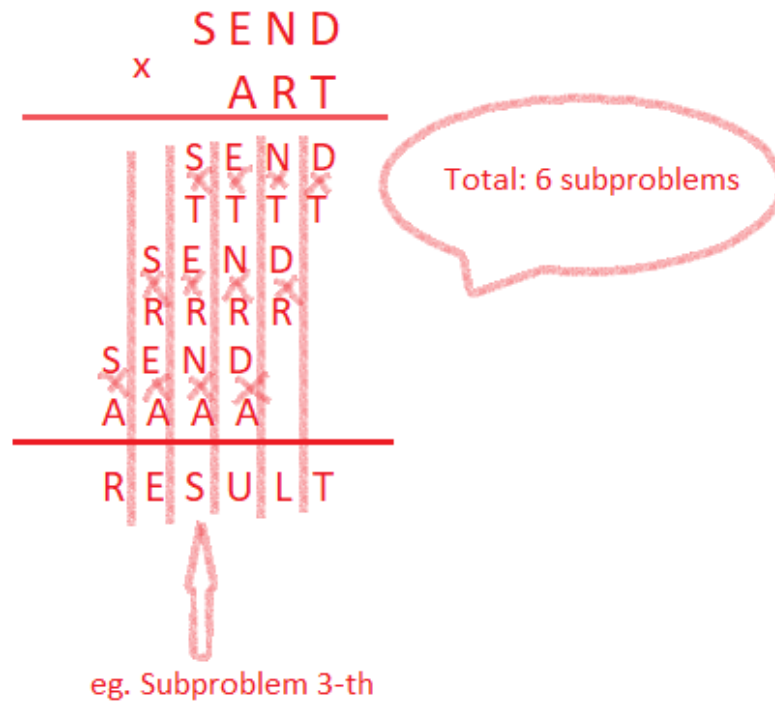 S E N D
x
A R T
Total: 6 subproblems
S E N D
x x x x
T T T T
S E N D
x x x x
R R R R
S E N D
x x x x
A A A A
R E S U L T
eg. Subproblem 3-th